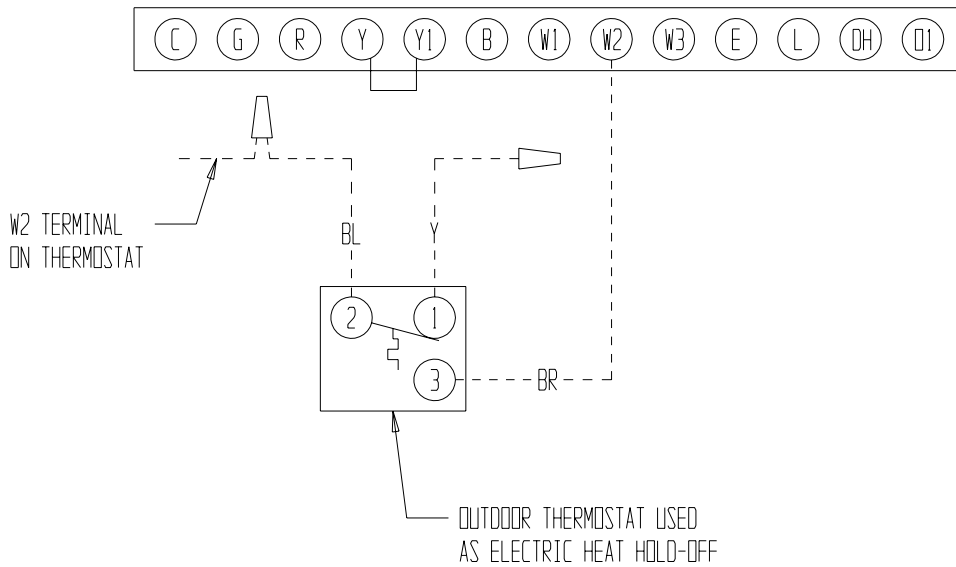 C G R Y Y1 B W1 W2 W3 E L OH O1
W2 TERMINAL
ON THERMOSTAT
BL
Y
2
1
3
BR
OUTDOOR THERMOSTAT USED
AS ELECTRIC HEAT HOLD-OFF